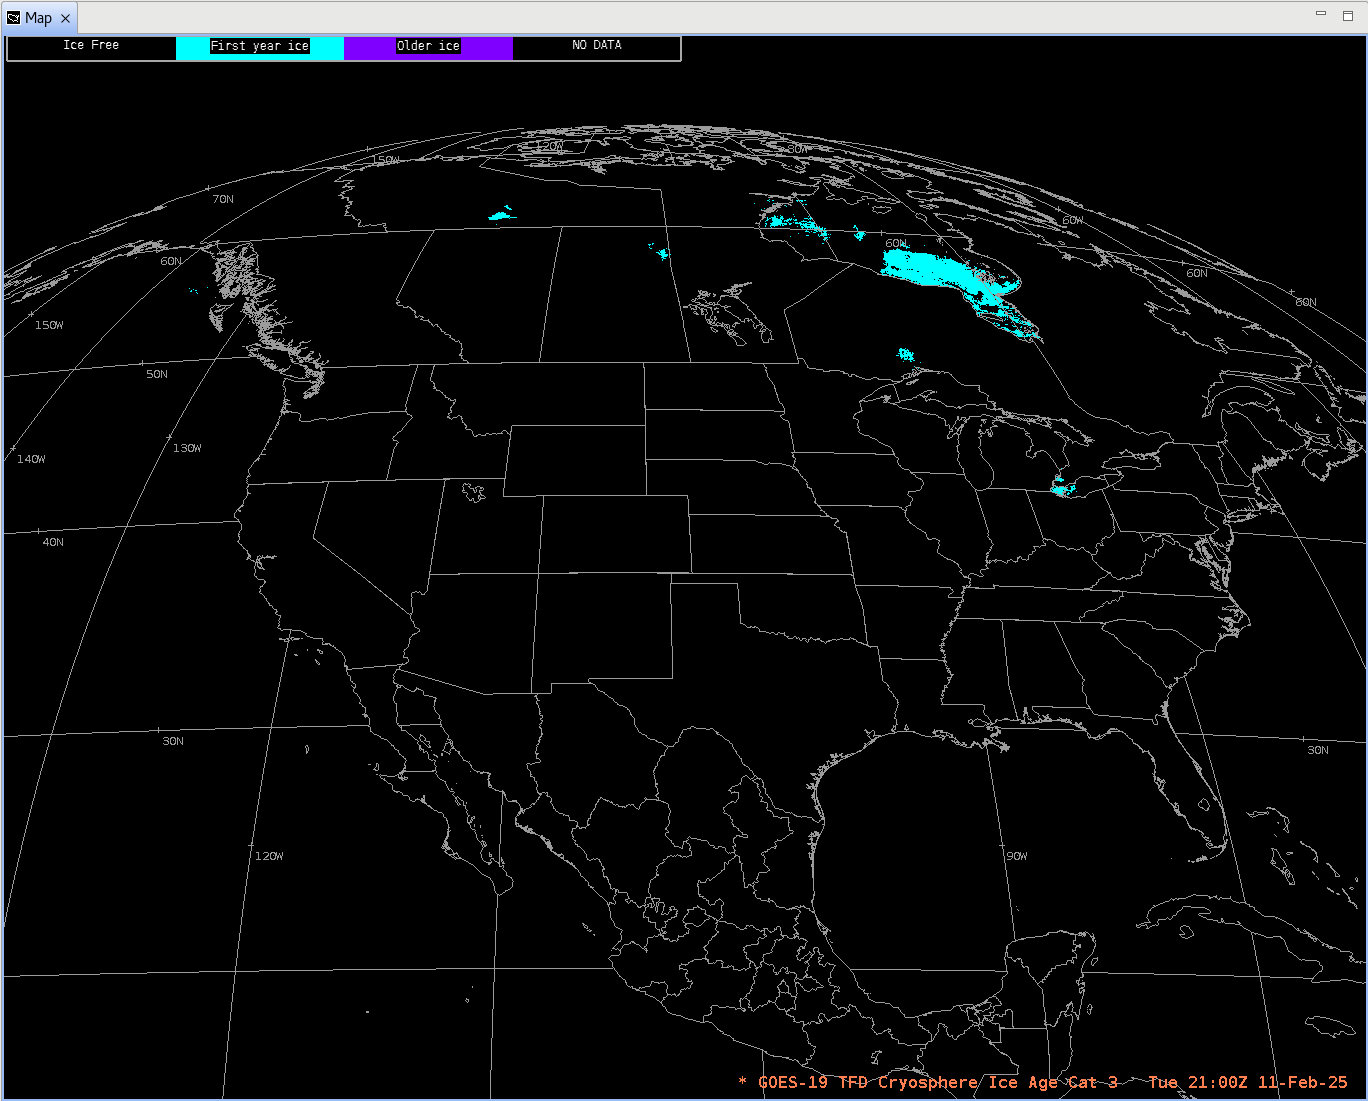 Map
Ice Free First year ice Older ice NO DATA
120W
30W
150W
70N
60W
60N
60N
60N
60N
150W
50N
130W
140W
40N
30N
30N
120W
90W
* GOES-19 TFD Cryosphere Ice Age Cat 3 Tue 21:00Z 11-Feb-25